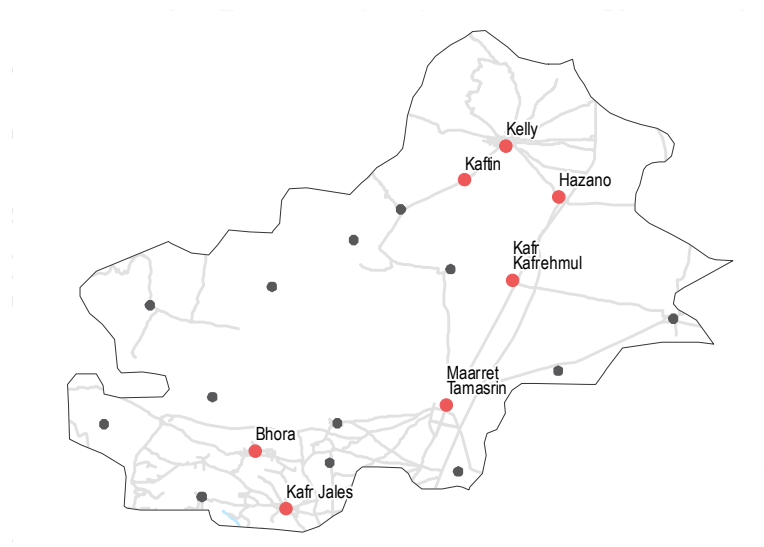 Kelly
Kaftin
Hazano
Kafr
Kafrehmul
Maarret
Tamasrin
Bhora
Kafr Jales